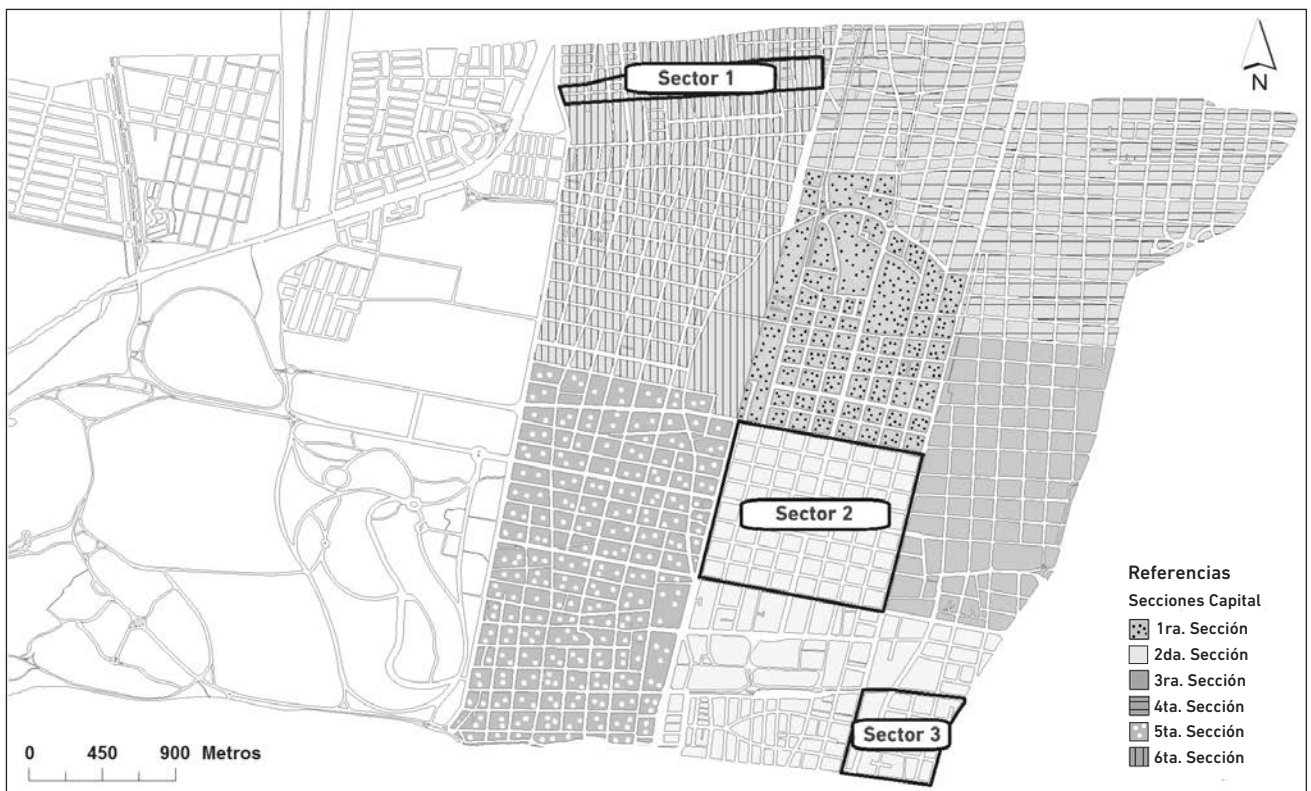 Sector 1
N
Sector 2
Sector 3
Referencias
Secciones Capital
1ra. Sección
2da. Sección
3ra. Sección
4ta. Sección
5ta. Sección
6ta. Sección
0 450 900 Metros